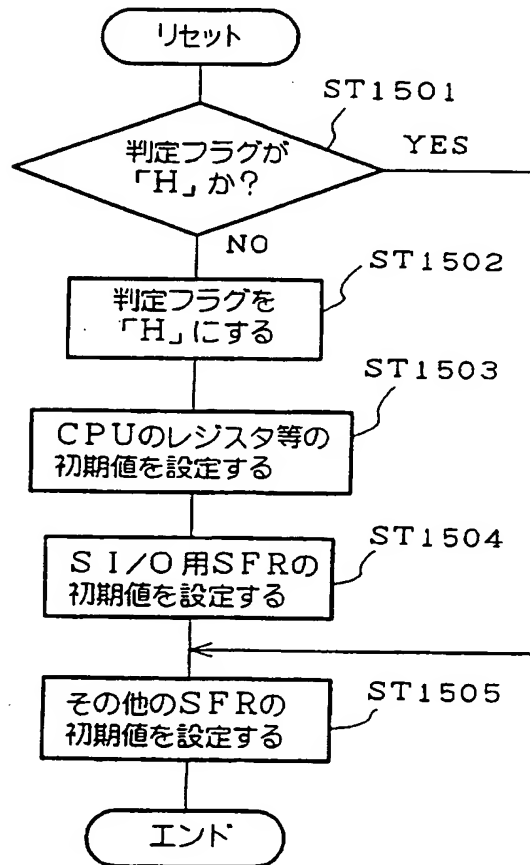 リセット
ST1501
判定フラグが
「H」か？
YES
NO
ST1502
判定フラグを
「H」にする
ST1503
CPUのレジスタ等の
初期値を設定する
ST1504
SI/O用SFRの
初期値を設定する
ST1505
その他のSFRの
初期値を設定する
エンド